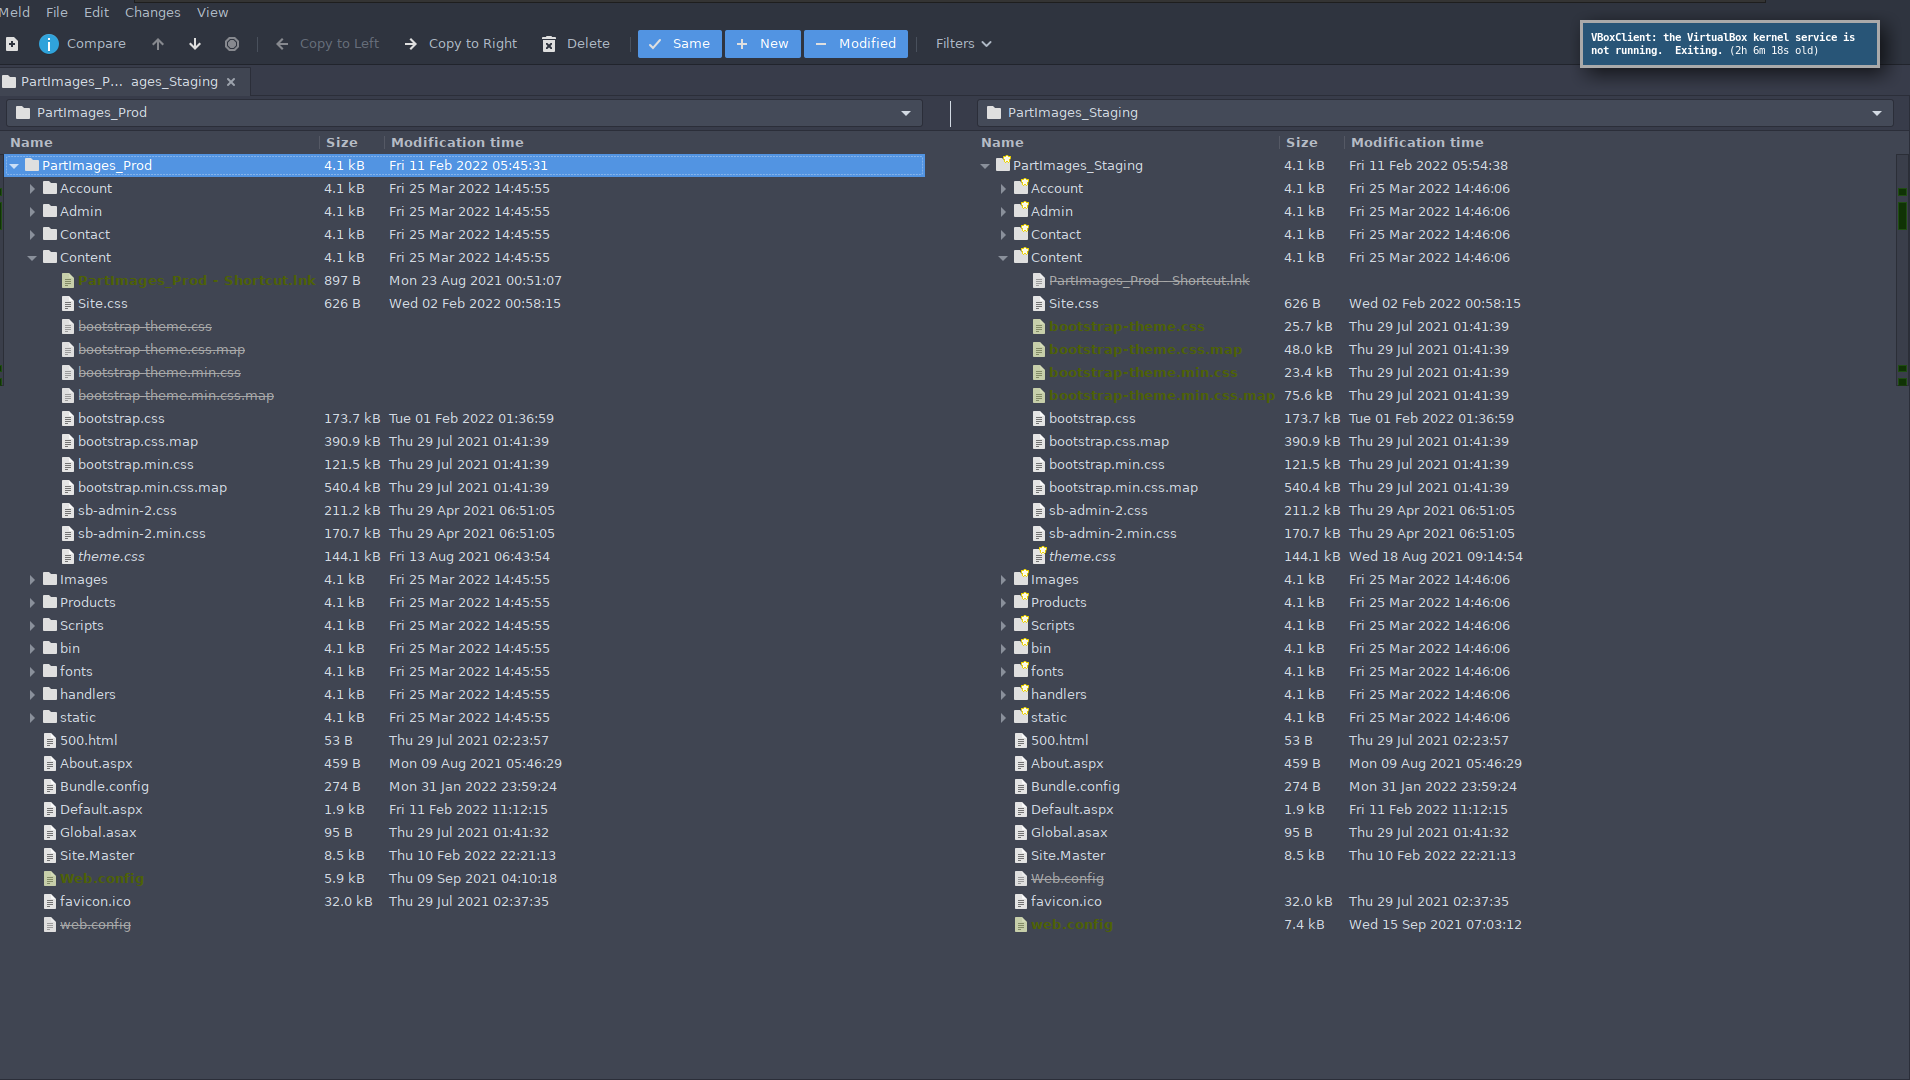 Meld File Edit Changes View
Compare Copy to Left Copy to Right Delete Same New Modified Filters
VBoxClient: the VirtualBox kernel service is
not running. Exiting. (2h 6m 18s old)
PartImages_P... ages_Staging
PartImages_Prod PartImages_Staging
Name Size Modification time Name Size Modification time
PartImages_Prod 4.1 kB Fri 11 Feb 2022 05:45:31 PartImages_Staging 4.1 kB Fri 11 Feb 2022 05:54:38
Account 4.1 kB Fri 25 Mar 2022 14:45:55 Account 4.1 kB Fri 25 Mar 2022 14:46:06
Admin 4.1 kB Fri 25 Mar 2022 14:45:55 Admin 4.1 kB Fri 25 Mar 2022 14:46:06
Contact 4.1 kB Fri 25 Mar 2022 14:45:55 Contact 4.1 kB Fri 25 Mar 2022 14:46:06
Content 4.1 kB Fri 25 Mar 2022 14:45:55 Content 4.1 kB Fri 25 Mar 2022 14:46:06
PartImages_Prod - Shortcut.lnk 897 B Mon 23 Aug 2021 00:51:07 PartImages_Prod - Shortcut.lnk
Site.css 626 B Wed 02 Feb 2022 00:58:15 Site.css 626 B Wed 02 Feb 2022 00:58:15
bootstrap-theme.css bootstrap-theme.css 25.7 kB Thu 29 Jul 2021 01:41:39
bootstrap-theme.css.map bootstrap-theme.css.map 48.0 kB Thu 29 Jul 2021 01:41:39
bootstrap-theme.min.css bootstrap-theme.min.css 23.4 kB Thu 29 Jul 2021 01:41:39
bootstrap-theme.min.css.map bootstrap-theme.min.css.map 75.6 kB Thu 29 Jul 2021 01:41:39
bootstrap.css 173.7 kB Tue 01 Feb 2022 01:36:59 bootstrap.css 173.7 kB Tue 01 Feb 2022 01:36:59
bootstrap.css.map 390.9 kB Thu 29 Jul 2021 01:41:39 bootstrap.css.map 390.9 kB Thu 29 Jul 2021 01:41:39
bootstrap.min.css 121.5 kB Thu 29 Jul 2021 01:41:39 bootstrap.min.css 121.5 kB Thu 29 Jul 2021 01:41:39
bootstrap.min.css.map 540.4 kB Thu 29 Jul 2021 01:41:39 bootstrap.min.css.map 540.4 kB Thu 29 Jul 2021 01:41:39
sb-admin-2.css 211.2 kB Thu 29 Apr 2021 06:51:05 sb-admin-2.css 211.2 kB Thu 29 Apr 2021 06:51:05
sb-admin-2.min.css 170.7 kB Thu 29 Apr 2021 06:51:05 sb-admin-2.min.css 170.7 kB Thu 29 Apr 2021 06:51:05
theme.css 144.1 kB Fri 13 Aug 2021 06:43:54 theme.css 144.1 kB Wed 18 Aug 2021 09:14:54
Images 4.1 kB Fri 25 Mar 2022 14:45:55 Images 4.1 kB Fri 25 Mar 2022 14:46:06
Products 4.1 kB Fri 25 Mar 2022 14:45:55 Products 4.1 kB Fri 25 Mar 2022 14:46:06
Scripts 4.1 kB Fri 25 Mar 2022 14:45:55 Scripts 4.1 kB Fri 25 Mar 2022 14:46:06
bin 4.1 kB Fri 25 Mar 2022 14:45:55 bin 4.1 kB Fri 25 Mar 2022 14:46:06
fonts 4.1 kB Fri 25 Mar 2022 14:45:55 fonts 4.1 kB Fri 25 Mar 2022 14:46:06
handlers 4.1 kB Fri 25 Mar 2022 14:45:55 handlers 4.1 kB Fri 25 Mar 2022 14:46:06
static 4.1 kB Fri 25 Mar 2022 14:45:55 static 4.1 kB Fri 25 Mar 2022 14:46:06
500.html 53 B Thu 29 Jul 2021 02:23:57 500.html 53 B Thu 29 Jul 2021 02:23:57
About.aspx 459 B Mon 09 Aug 2021 05:46:29 About.aspx 459 B Mon 09 Aug 2021 05:46:29
Bundle.config 274 B Mon 31 Jan 2022 23:59:24 Bundle.config 274 B Mon 31 Jan 2022 23:59:24
Default.aspx 1.9 kB Fri 11 Feb 2022 11:12:15 Default.aspx 1.9 kB Fri 11 Feb 2022 11:12:15
Global.asax 95 B Thu 29 Jul 2021 01:41:32 Global.asax 95 B Thu 29 Jul 2021 01:41:32
Site.Master 8.5 kB Thu 10 Feb 2022 22:21:13 Site.Master 8.5 kB Thu 10 Feb 2022 22:21:13
Web.config 5.9 kB Thu 09 Sep 2021 04:10:18 Web.config
favicon.ico 32.0 kB Thu 29 Jul 2021 02:37:35 favicon.ico 32.0 kB Thu 29 Jul 2021 02:37:35
web.config web.config 7.4 kB Wed 15 Sep 2021 07:03:12